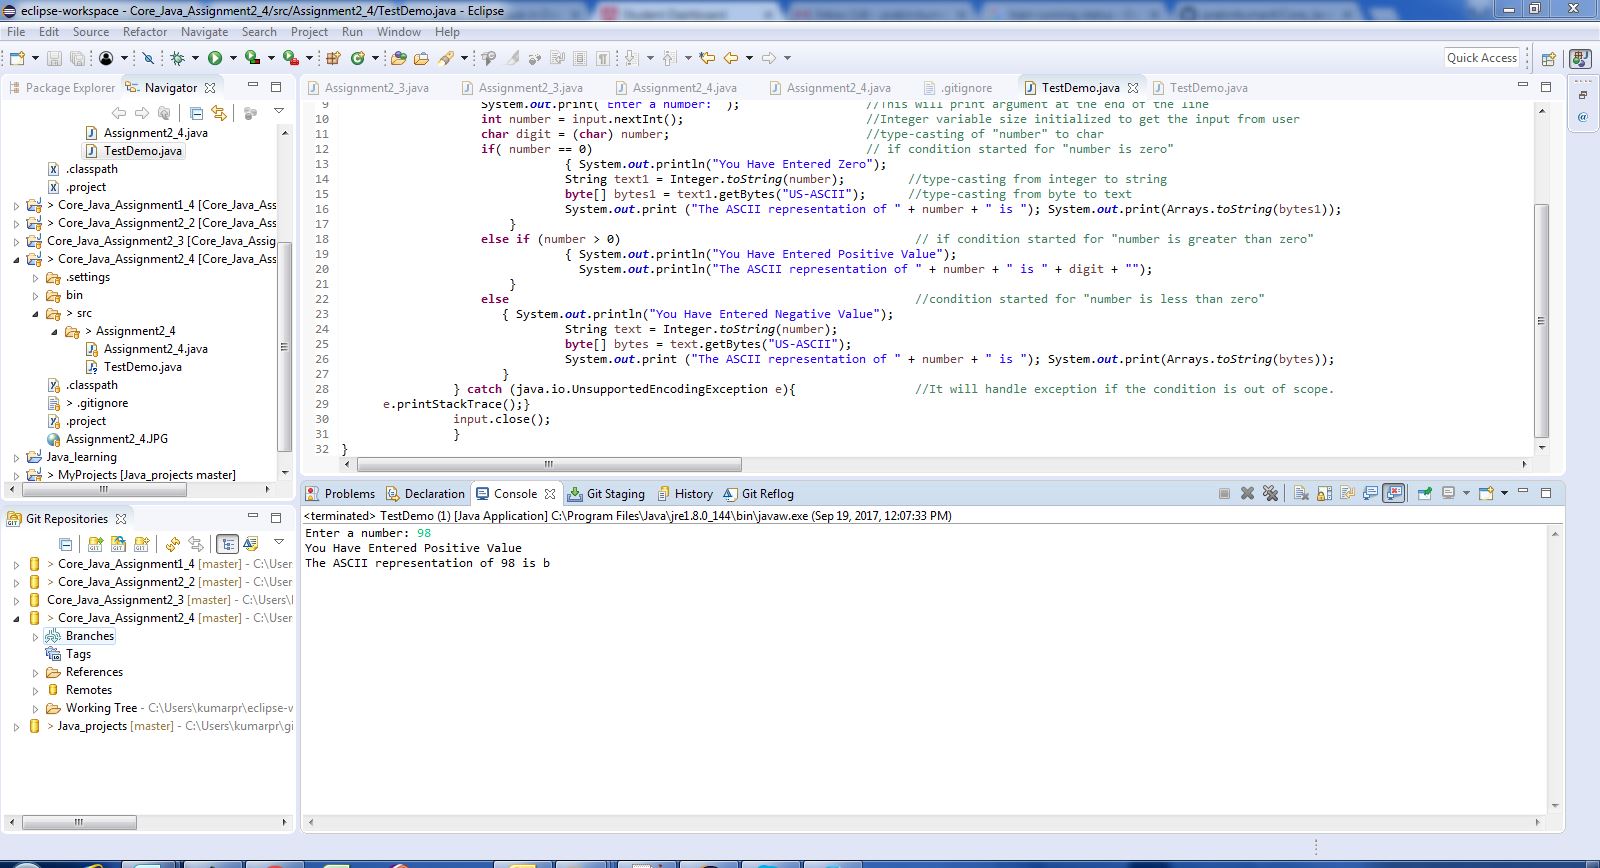 eclipse-workspace - Core_Java_Assignment2_4/src/Assignment2_4/TestDemo.java - Eclipse
File Edit Source Refactor Navigate Search Project Run Window Help
Quick Access
Package Explorer Navigator
Assignment2_4.java
TestDemo.java
.classpath
.project
> Core_Java_Assignment1_4 [Core_Java_Ass
> Core_Java_Assignment2_2 [Core_Java_Ass
Core_Java_Assignment2_3 [Core_Java_Assig
> Core_Java_Assignment2_4 [Core_Java_Ass
.settings
bin
> src
> Assignment2_4
Assignment2_4.java
TestDemo.java
.classpath
> .gitignore
.project
Assignment2_4.JPG
Java_learning
> MyProjects [Java_projects master]
Git Repositories
> Core_Java_Assignment1_4 [master] - C:\User
> Core_Java_Assignment2_2 [master] - C:\User
Core_Java_Assignment2_3 [master] - C:\Users\
> Core_Java_Assignment2_4 [master] - C:\User
Branches
Tags
References
Remotes
Working Tree - C:\Users\kumarpr\eclipse-w
> Java_projects [master] - C:\Users\kumarpr\gi
Assignment2_3.java Assignment2_3.java Assignment2_4.java Assignment2_4.java .gitignore TestDemo.java TestDemo.java
9 System.out.print("Enter a number: "); //This will print argument at the end of the line
10 int number = input.nextInt(); //Integer variable size initialized to get the input from user
11 char digit = (char) number; //type-casting of "number" to char
12 if( number == 0) // if condition started for "number is zero"
13 { System.out.println("You Have Entered Zero");
14 String text1 = Integer.toString(number); //type-casting from integer to string
15 byte[] bytes1 = text1.getBytes("US-ASCII"); //type-casting from byte to text
16 System.out.print ("The ASCII representation of " + number + " is "); System.out.print(Arrays.toString(bytes1));
17 }
18 else if (number > 0) // if condition started for "number is greater than zero"
19 { System.out.println("You Have Entered Positive Value");
20 System.out.println("The ASCII representation of " + number + " is " + digit + "");
21 }
22 else //condition started for "number is less than zero"
23 { System.out.println("You Have Entered Negative Value");
24 String text = Integer.toString(number);
25 byte[] bytes = text.getBytes("US-ASCII");
26 System.out.print ("The ASCII representation of " + number + " is "); System.out.print(Arrays.toString(bytes));
27 }
28 } catch (java.io.UnsupportedEncodingException e){ //It will handle exception if the condition is out of scope.
29 e.printStackTrace();}
30 input.close();
31 }
32 }
Problems Declaration Console Git Staging History Git Reflog
<terminated> TestDemo (1) [Java Application] C:\Program Files\Java\jre1.8.0_144\bin\javaw.exe (Sep 19, 2017, 12:07:33 PM)
Enter a number: 98
You Have Entered Positive Value
The ASCII representation of 98 is b